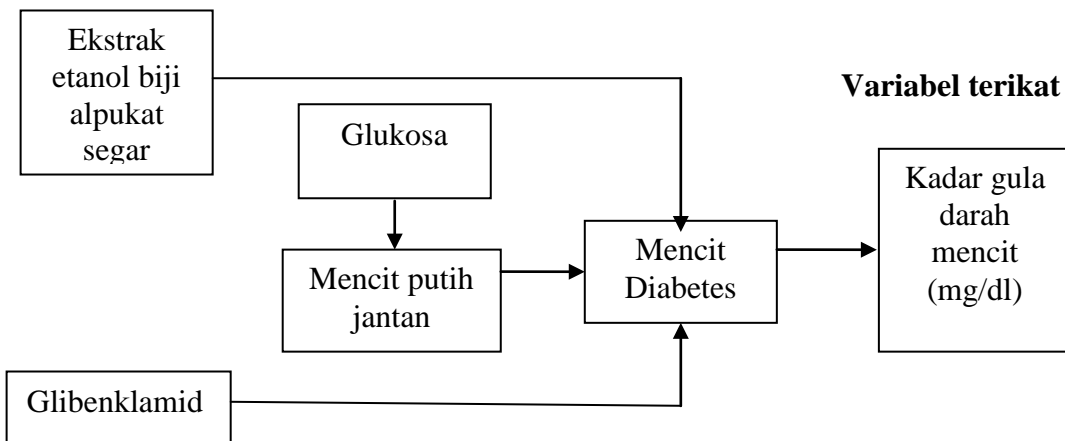 Ekstrak
etanol biji
alpukat
segar
Variabel terikat
Glukosa
Kadar gula
darah
mencit
(mg/dl)
Mencit putih
jantan
Mencit
Diabetes
Glibenklamid